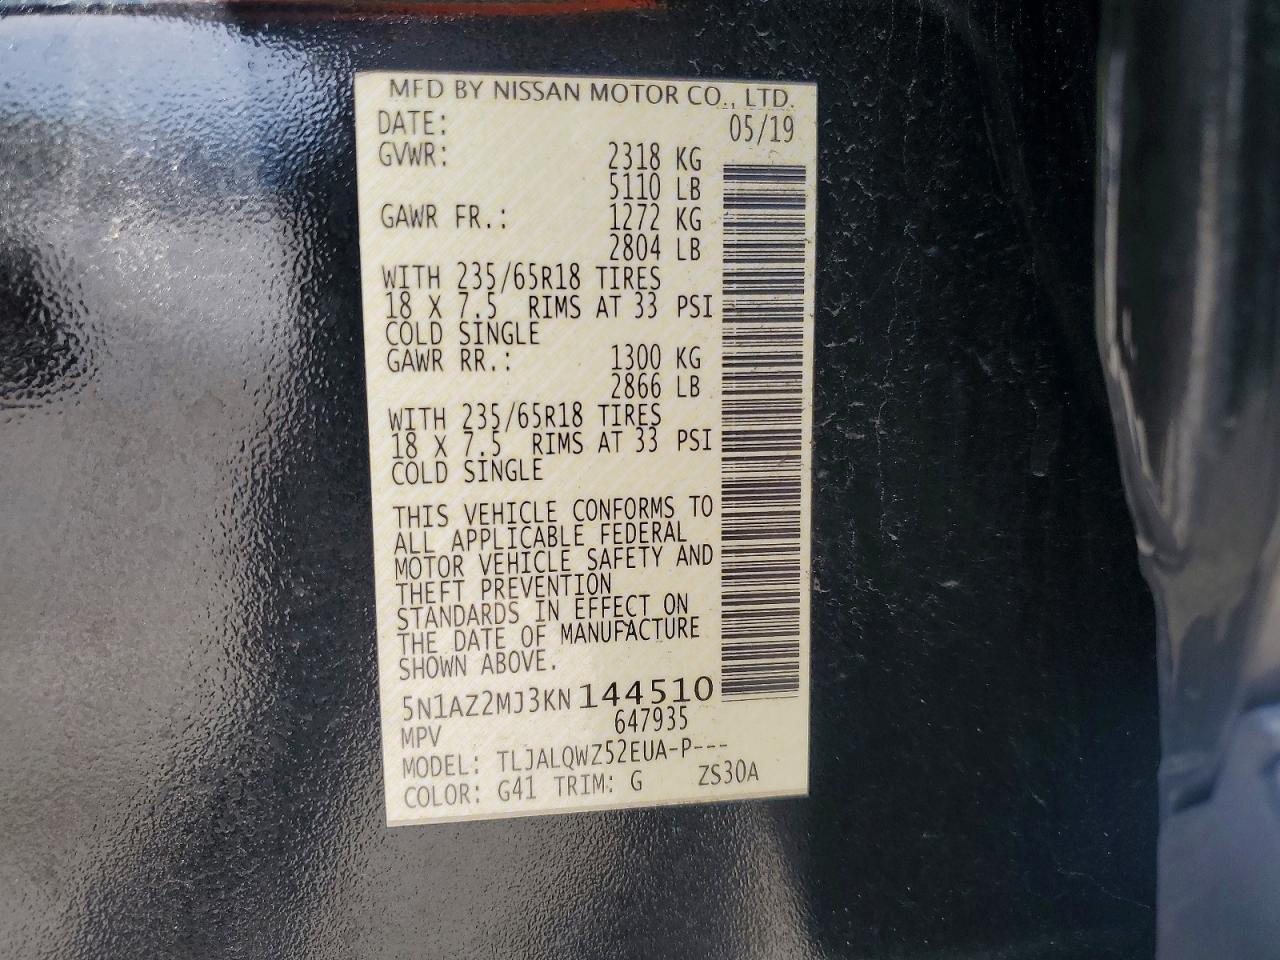 MFD BY NISSAN MOTOR CO., LTD.
DATE: 05/19
GVWR: 2318 KG
5110 LB
GAWR FR.: 1272 KG
2804 LB
WITH 235/65R18 TIRES
18 X 7.5 RIMS AT 33 PSI
COLD SINGLE
GAWR RR.: 1300 KG
2866 LB
WITH 235/65R18 TIRES
18 X 7.5 RIMS AT 33 PSI
COLD SINGLE
THIS VEHICLE CONFORMS TO
ALL APPLICABLE FEDERAL
MOTOR VEHICLE SAFETY AND
THEFT PREVENTION
STANDARDS IN EFFECT ON
THE DATE OF MANUFACTURE
SHOWN ABOVE.
5N1AZ2MJ3KN144510
MPV 647935
MODEL: TLJALQWZ52EUA-P---
COLOR: G41 TRIM: G ZS30A